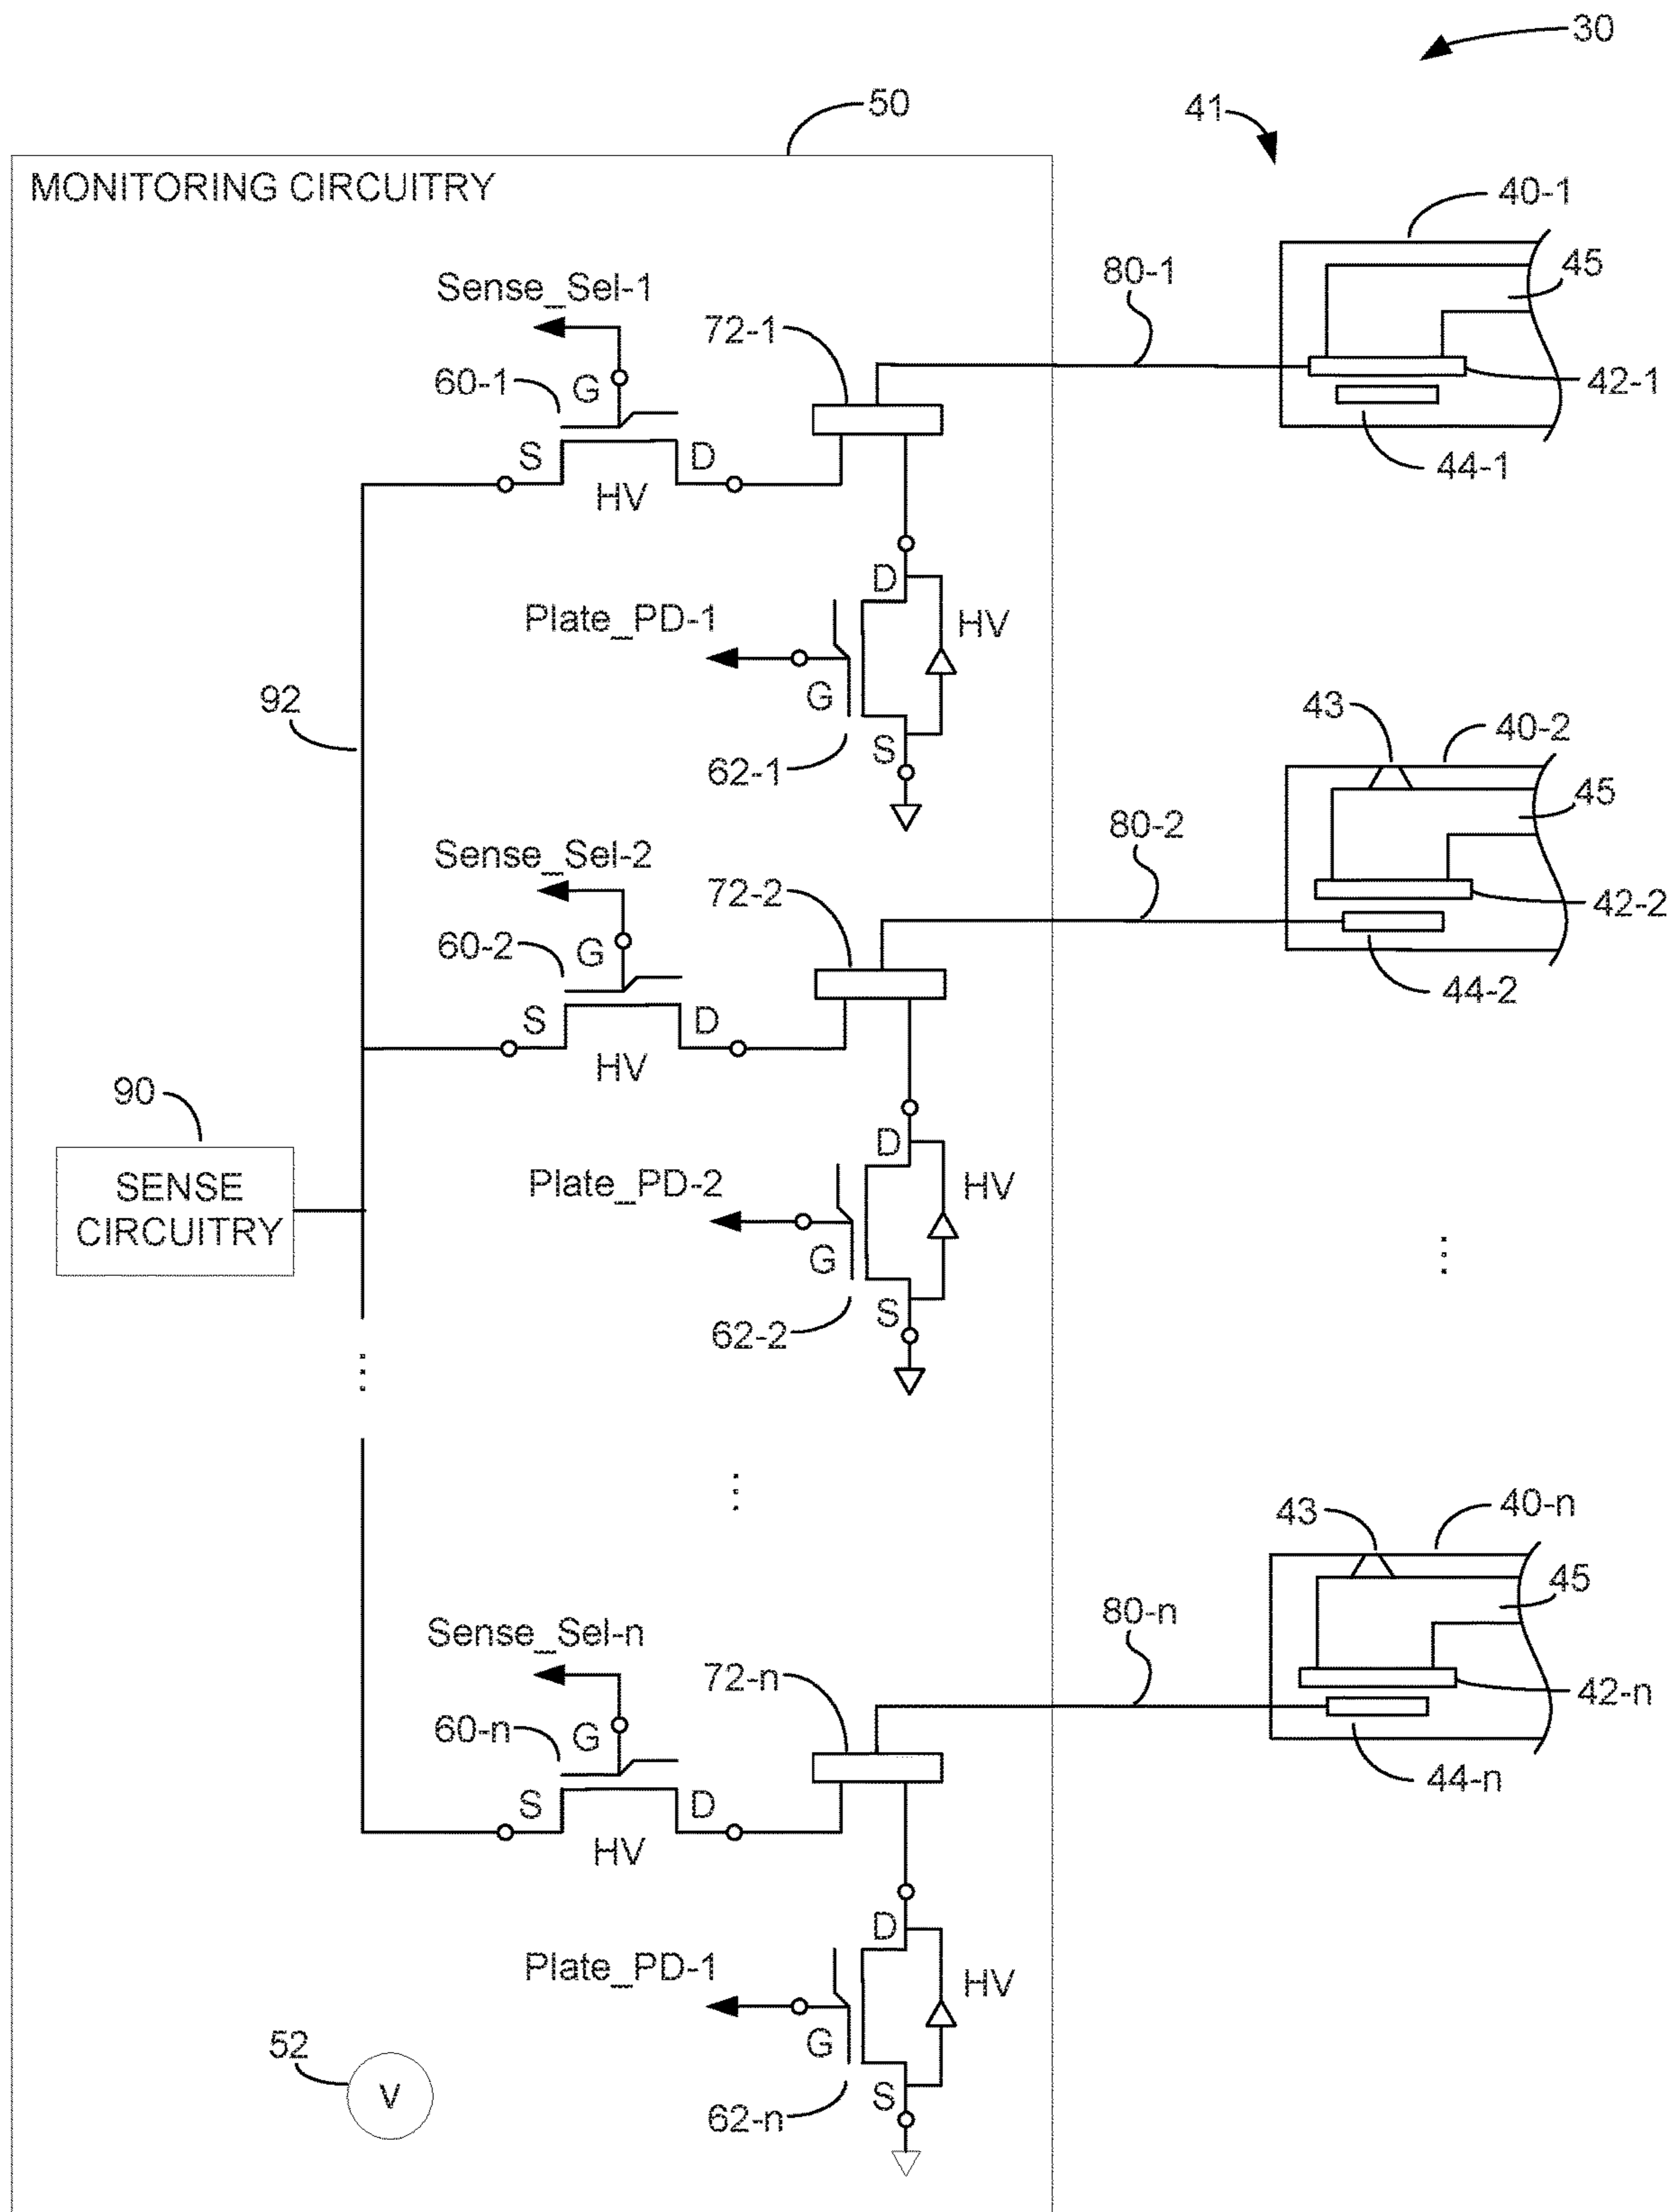 30
50
41
MONITORING CIRCUITRY
40-1
Sense_Sel-1
80-1
45
72-1
60-1
G
42-1
S
D
HV
44-1
D
Plate_PD-1
HV
G
92
S
62-1
43
40-2
45
80-2
Sense_Sel-2
72-2
42-2
60-2
G
44-2
S
D
HV
90
D
SENSE
CIRCUITRY
Plate_PD-2
HV
G
S
62-2
43
40-n
45
80-n
Sense_Sel-n
72-n
42-n
60-n
G
44-n
S
D
HV
D
Plate_PD-1
HV
G
52
V
S
62-n